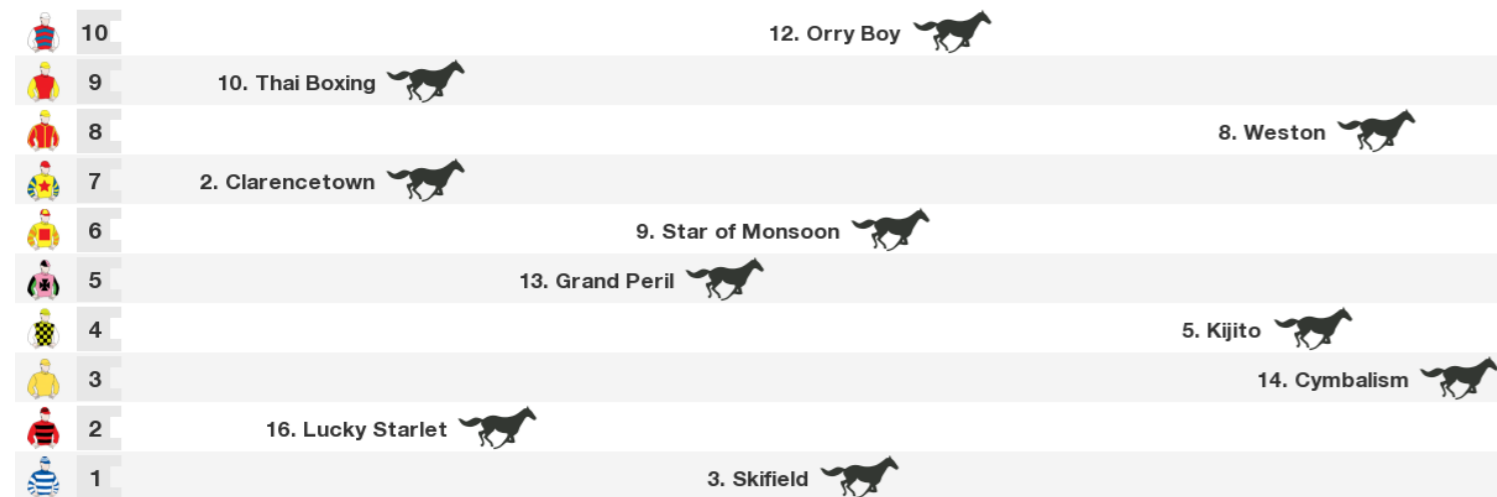 10 12. Orry Boy
9 10. Thai Boxing
8 8. Weston
7 2. Clarencetown
6 9. Star of Monsoon
5 13. Grand Peril
4 5. Kijito
3 14. Cymbalism
2 16. Lucky Starlet
1 3. Skifield